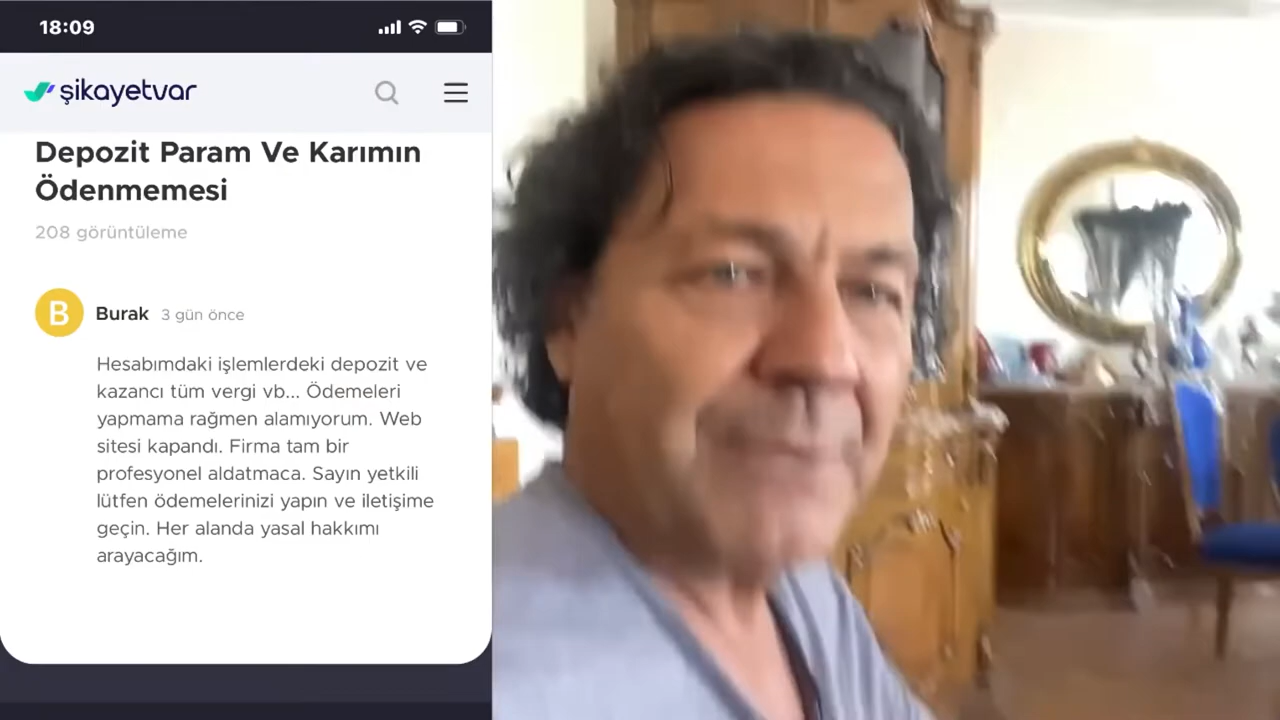 18:09
şikayetvar
Depozit Param Ve Karımın
Ödenmemesi
208 görüntüleme
B
Burak 3 gün önce
Hesabımdaki işlemlerdeki depozit ve
kazancı tüm vergi vb... Ödemeleri
yapmama rağmen alamıyorum. Web
sitesi kapandı. Firma tam bir
profesyonel aldatmaca. Sayın yetkili
lütfen ödemelerinizi yapın ve iletişime
geçin. Her alanda yasal hakkımı
arayacağım.